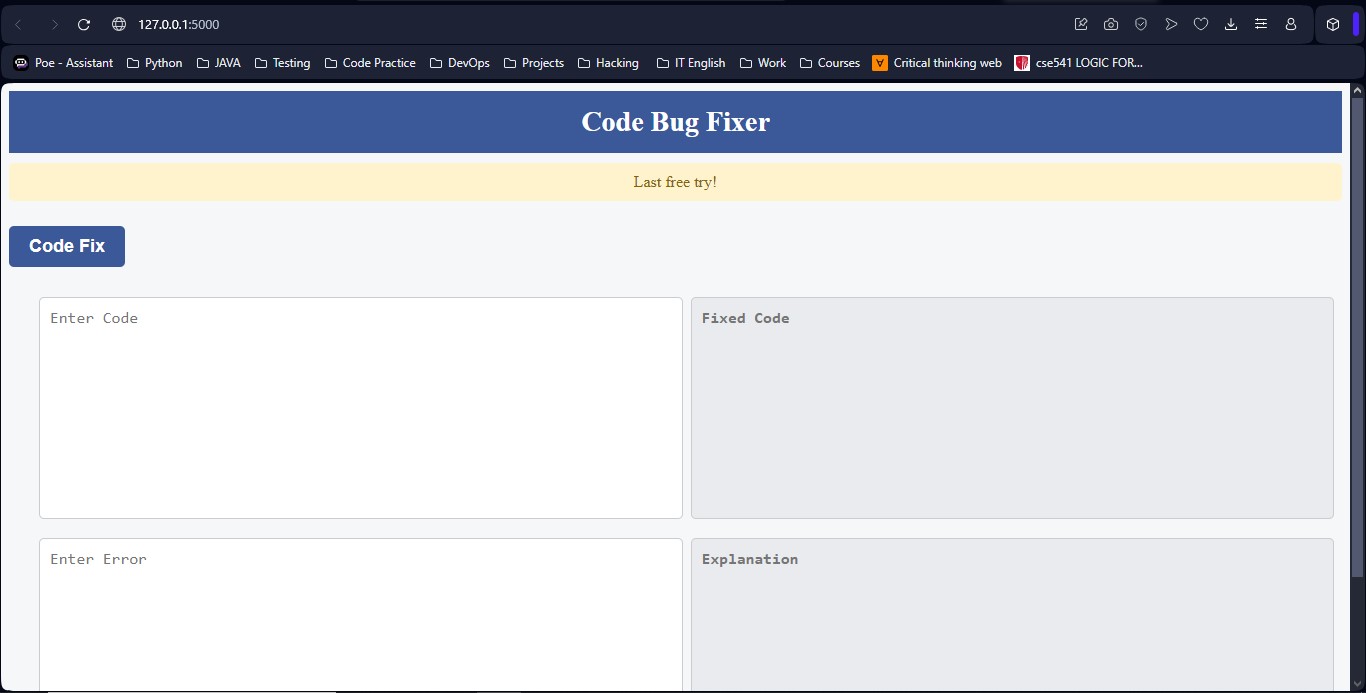 127.0.0.1:5000
Poe - Assistant Python JAVA Testing Code Practice DevOps Projects Hacking IT English Work Courses Critical thinking web cse541 LOGIC FOR...
Code Bug Fixer
Last free try!
Code Fix
Enter Code Fixed Code
Enter Error Explanation